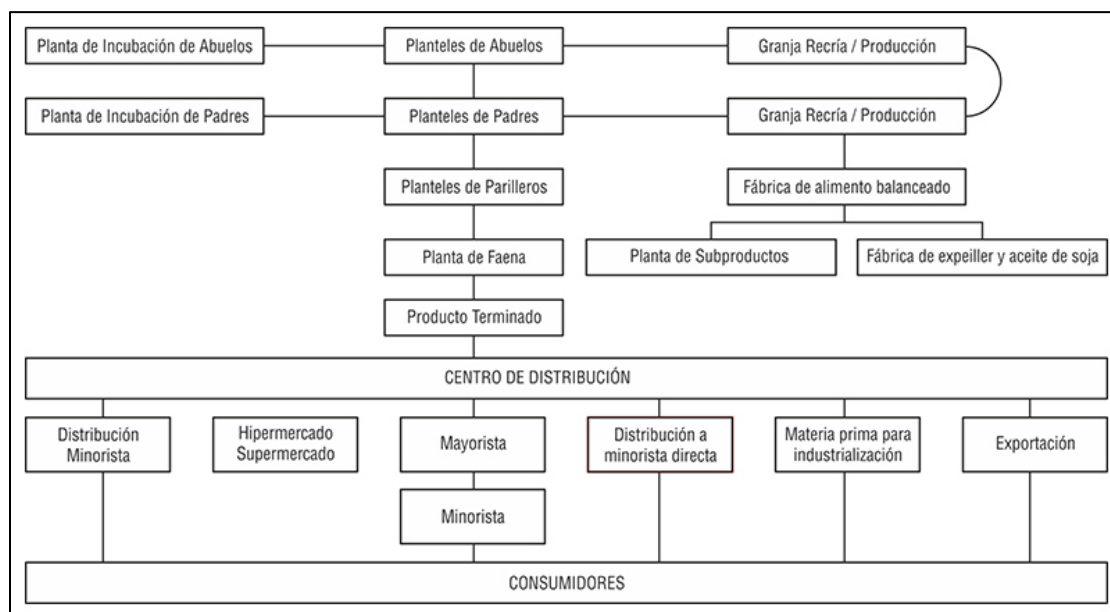 Planta de Incubación de Abuelos
Planteles de Abuelos
Granja Recría / Producción
Planta de Incubación de Padres
Planteles de Padres
Granja Recría / Producción
Planteles de Parilleros
Fábrica de alimento balanceado
Planta de Faena
Planta de Subproductos
Fábrica de expeiller y aceite de soja
Producto Terminado
CENTRO DE DISTRIBUCIÓN
Distribución
Minorista
Hipermercado
Supermercado
Mayorista
Distribución a
minorista directa
Materia prima para
industrialización
Exportación
Minorista
CONSUMIDORES